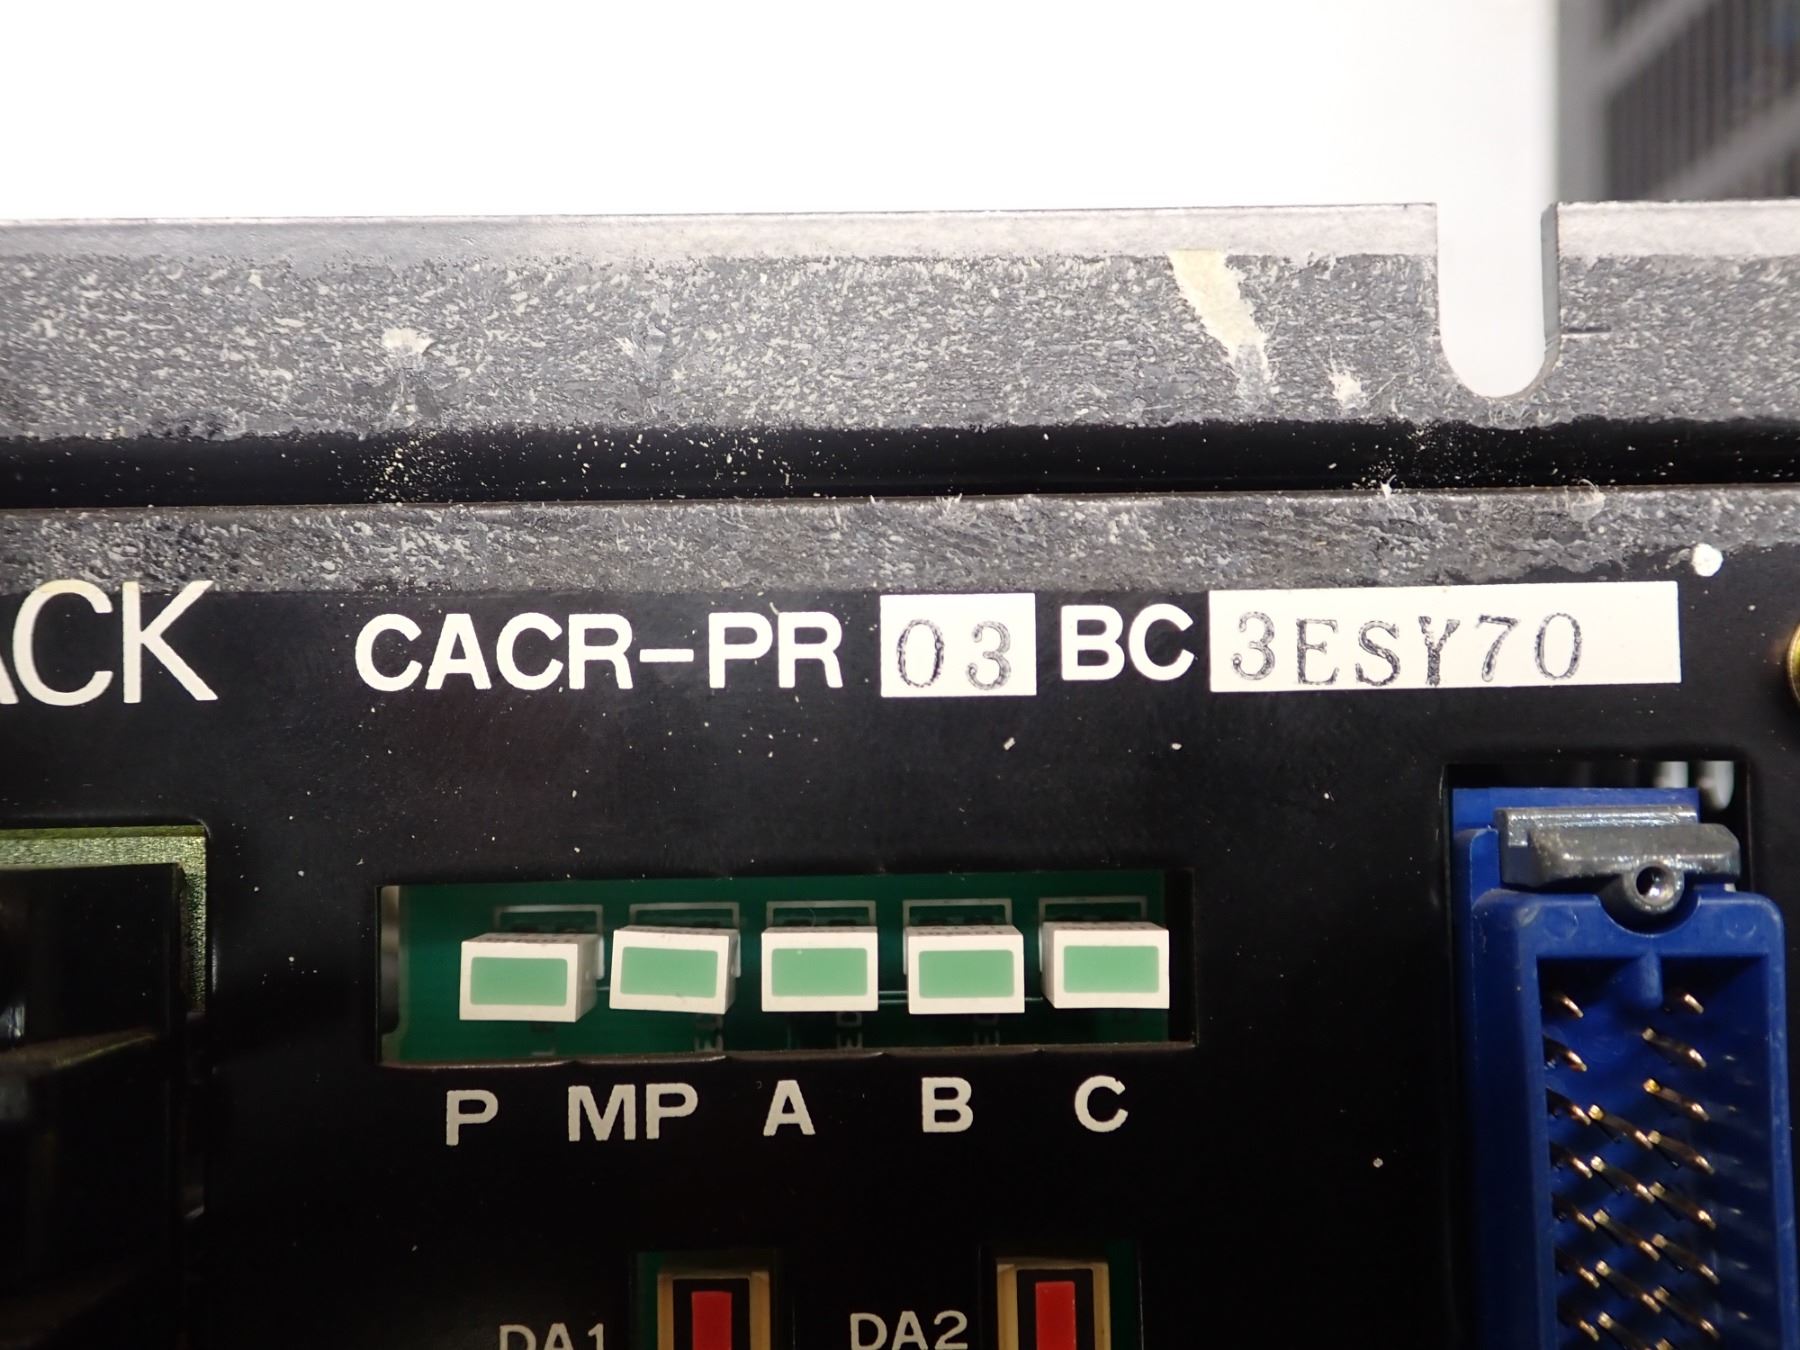 ACK CACR-PR 03 BC 3ESY70
P MP A B C
DA1 DA2